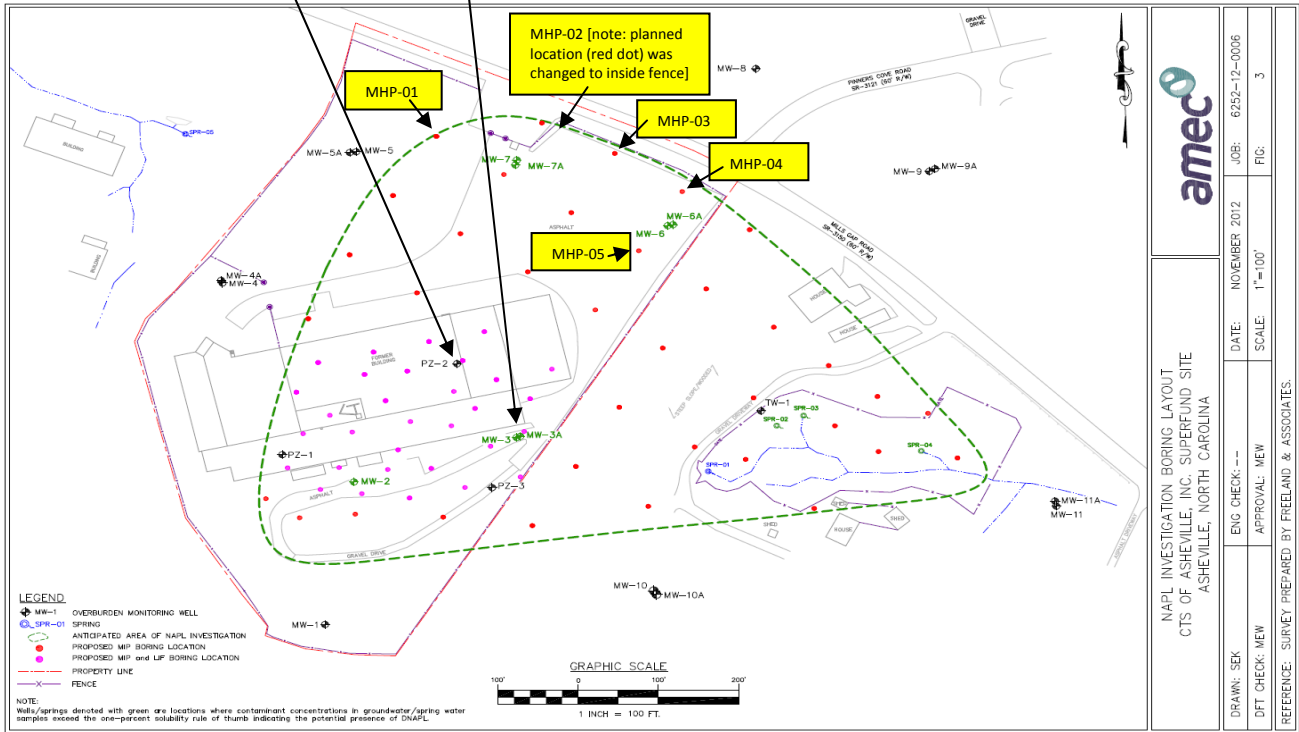 MHP-02 [note: planned
location (red dot) was
changed to inside fence]
MHP-01
MHP-03
MHP-04
MHP-05
GRAVEL
DRIVE
MW-8
PINNERS COVE ROAD
SR-3121 (60' R/W)
SPR-05
BUILDING
BUILDING
MW-5A
MW-5
MW-7
MW-7A
MW-9
MW-9A
MW-6A
MW-6
ASPHALT
MILLS GAP ROAD
SR-3150 (60' R/W)
MW-4A
MW-4
HOUSE
HOUSE
FORMER
BUILDING
PZ-2
STEEP SLOPE/WOODED
GRAVEL DRIVEWAY
TW-1
SPR-03
SPR-02
SPR-04
SPR-01
MW-3
MW-3A
PZ-1
MW-2
PZ-3
ASPHALT
GRAVEL DRIVE
SHED
SHED
HOUSE
SHED
MW-11A
MW-11
ASPHALT DRIVEWAY
MW-10
MW-10A
MW-1
LEGEND
MW-1 OVERBURDEN MONITORING WELL
SPR-01 SPRING
ANTICIPATED AREA OF NAPL INVESTIGATION
PROPOSED MIP BORING LOCATION
PROPOSED MIP and LIF BORING LOCATION
PROPERTY LINE
X FENCE
NOTE:
Wells/springs denoted with green are locations where contaminant concentrations in groundwater/spring water
samples exceed the one-percent solubility rule of thumb indicating the potential presence of DNAPL.
GRAPHIC SCALE
100' 0 100' 200'
1 INCH = 100 FT.
amec
NAPL INVESTIGATION BORING LAYOUT
CTS OF ASHEVILLE, INC. SUPERFUND SITE
ASHEVILLE, NORTH CAROLINA
JOB: 6252-12-0006
FIG: 3
DATE: NOVEMBER 2012
SCALE: 1"=100'
ENG CHECK: --
APPROVAL: MEW
DRAWN: SEK
DFT CHECK: MEW
REFERENCE: SURVEY PREPARED BY FREELAND & ASSOCIATES.